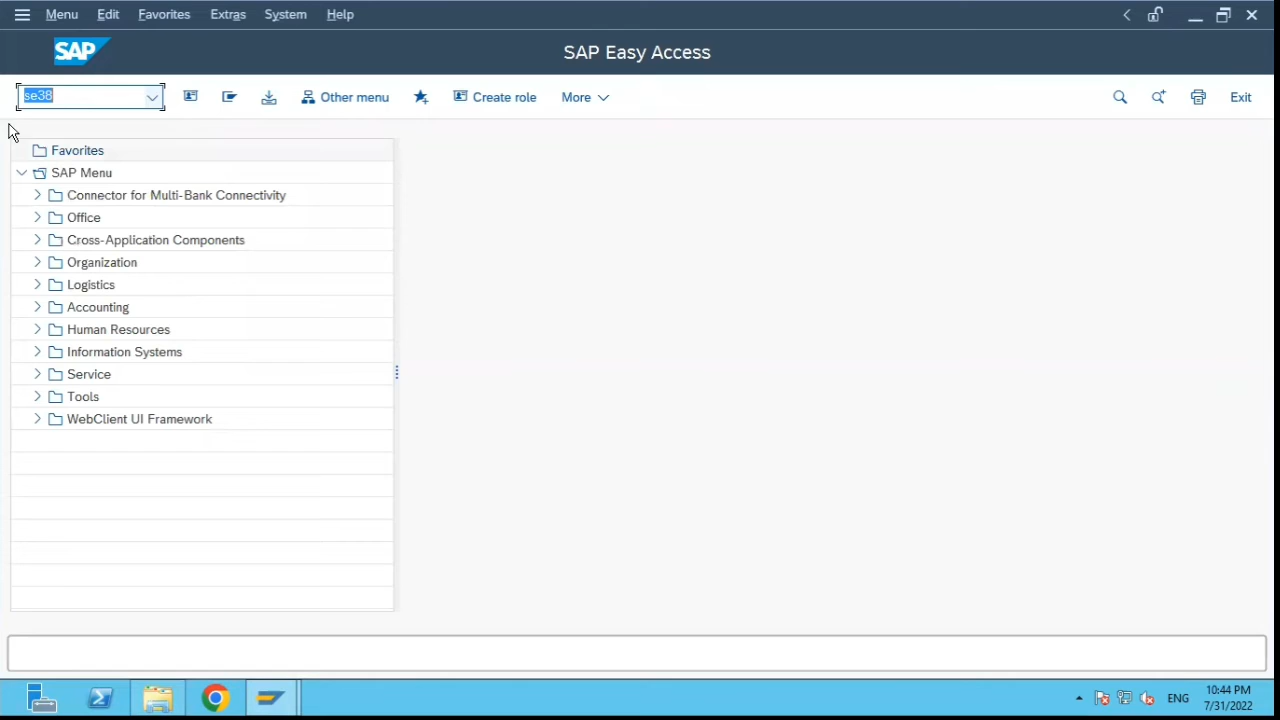 Menu Edit Favorites Extras System Help
SAP
SAP Easy Access
se38 Other menu Create role More Exit
Favorites
SAP Menu
Connector for Multi-Bank Connectivity
Office
Cross-Application Components
Organization
Logistics
Accounting
Human Resources
Information Systems
Service
Tools
WebClient UI Framework
ENG
10:44 PM
7/31/2022